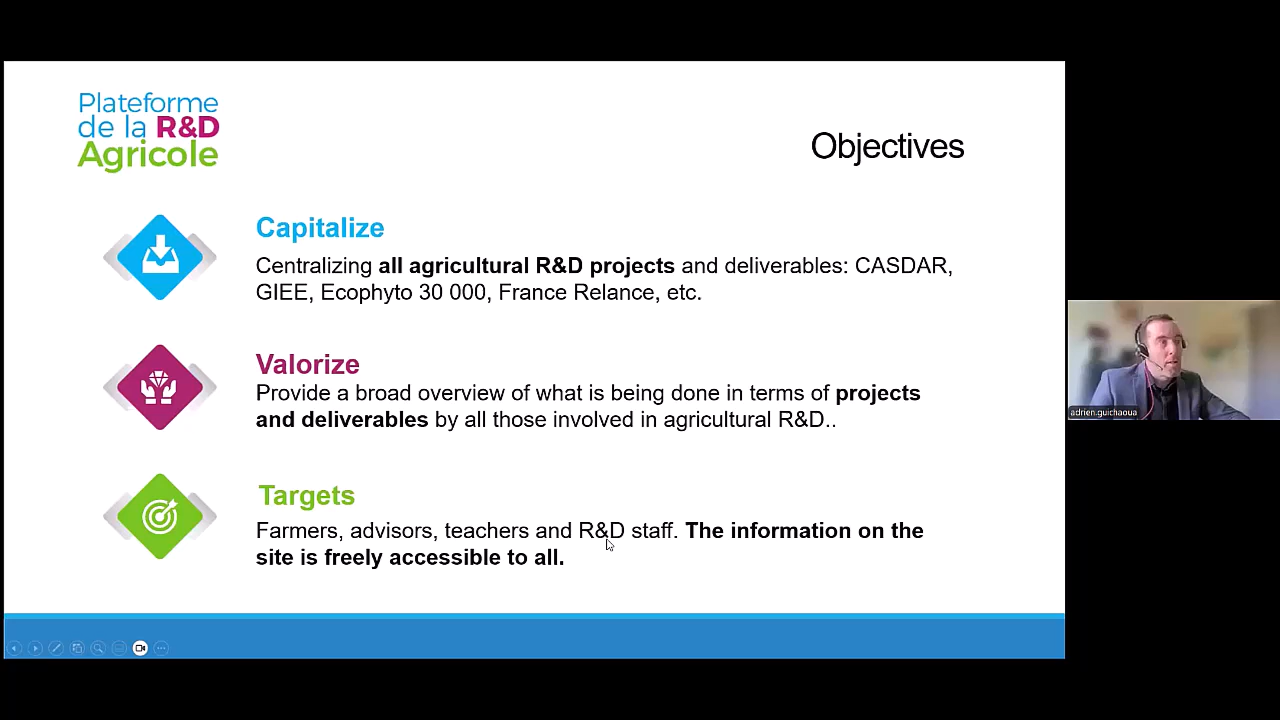 Plateforme
de la R&D
Agricole
Objectives
Capitalize
Centralizing all agricultural R&D projects and deliverables: CASDAR,
GIEE, Ecophyto 30 000, France Relance, etc.
Valorize
Provide a broad overview of what is being done in terms of projects
and deliverables by all those involved in agricultural R&D..
Targets
Farmers, advisors, teachers and R&D staff. The information on the
site is freely accessible to all.
adrien.guichaoua